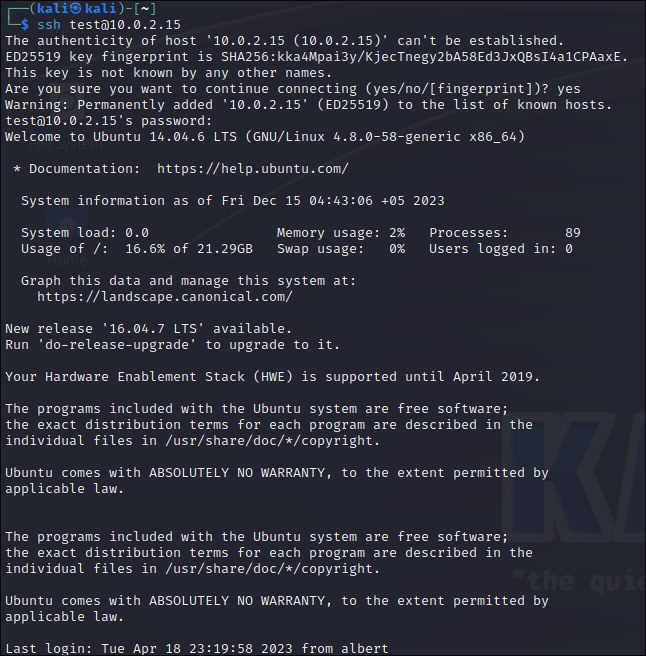 ┌──(kali㉿kali)-[~]
└─$ ssh test@10.0.2.15
The authenticity of host '10.0.2.15 (10.0.2.15)' can't be established.
ED25519 key fingerprint is SHA256:kka4Mpai3y/KjecTnegy2bA58Ed3JxQBsI4a1CPAaxE.
This key is not known by any other names.
Are you sure you want to continue connecting (yes/no/[fingerprint])? yes
Warning: Permanently added '10.0.2.15' (ED25519) to the list of known hosts.
test@10.0.2.15's password:
Welcome to Ubuntu 14.04.6 LTS (GNU/Linux 4.8.0-58-generic x86_64)
* Documentation:  https://help.ubuntu.com/
System information as of Fri Dec 15 04:43:06 +05 2023
System load: 0.0                Memory usage: 2%   Processes:       89
Usage of /:  16.6% of 21.29GB   Swap usage:   0%   Users logged in: 0
Home
Graph this data and manage this system at:
https://landscape.canonical.com/
New release '16.04.7 LTS' available.
Run 'do-release-upgrade' to upgrade to it.
Your Hardware Enablement Stack (HWE) is supported until April 2019.
The programs included with the Ubuntu system are free software;
the exact distribution terms for each program are described in the
individual files in /usr/share/doc/*/copyright.
Ubuntu comes with ABSOLUTELY NO WARRANTY, to the extent permitted by
applicable law.
The programs included with the Ubuntu system are free software;
the exact distribution terms for each program are described in the
individual files in /usr/share/doc/*/copyright.
"the quie
Ubuntu comes with ABSOLUTELY NO WARRANTY, to the extent permitted by
applicable law.
Last login: Tue Apr 18 23:19:58 2023 from albert